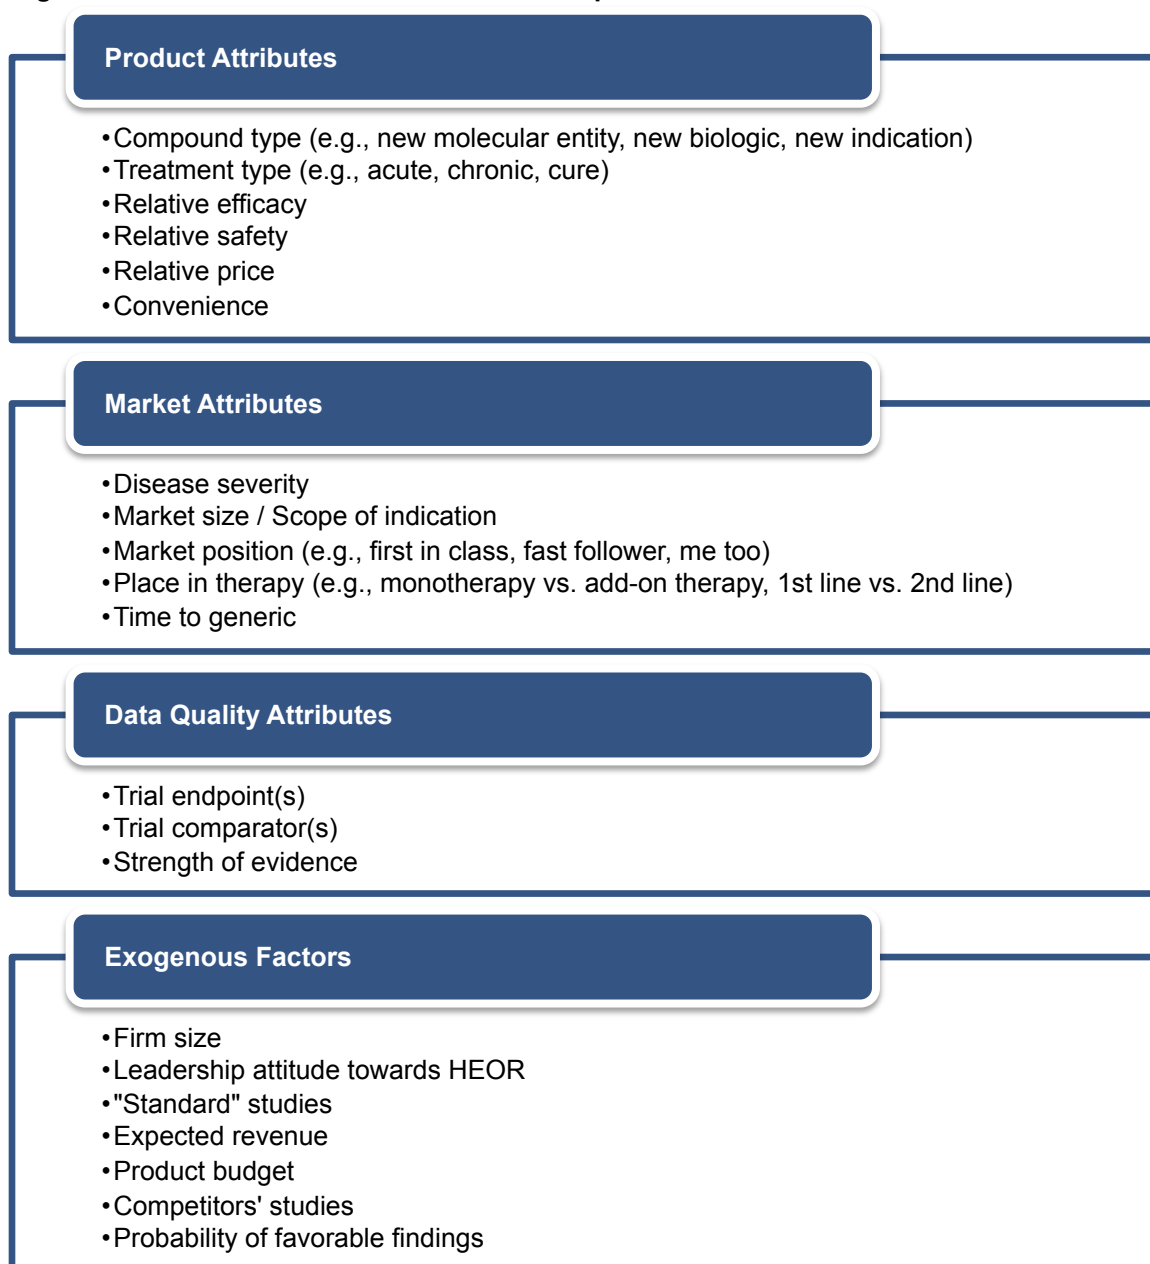 Product Attributes
•Compound type (e.g., new molecular entity, new biologic, new indication)
•Treatment type (e.g., acute, chronic, cure)
•Relative efficacy
•Relative safety
•Relative price
•Convenience
Market Attributes
•Disease severity
•Market size / Scope of indication
•Market position (e.g., first in class, fast follower, me too)
•Place in therapy (e.g., monotherapy vs. add-on therapy, 1st line vs. 2nd line)
•Time to generic
Data Quality Attributes
•Trial endpoint(s)
•Trial comparator(s)
•Strength of evidence
Exogenous Factors
•Firm size
•Leadership attitude towards HEOR
•"Standard" studies
•Expected revenue
•Product budget
•Competitors' studies
•Probability of favorable findings